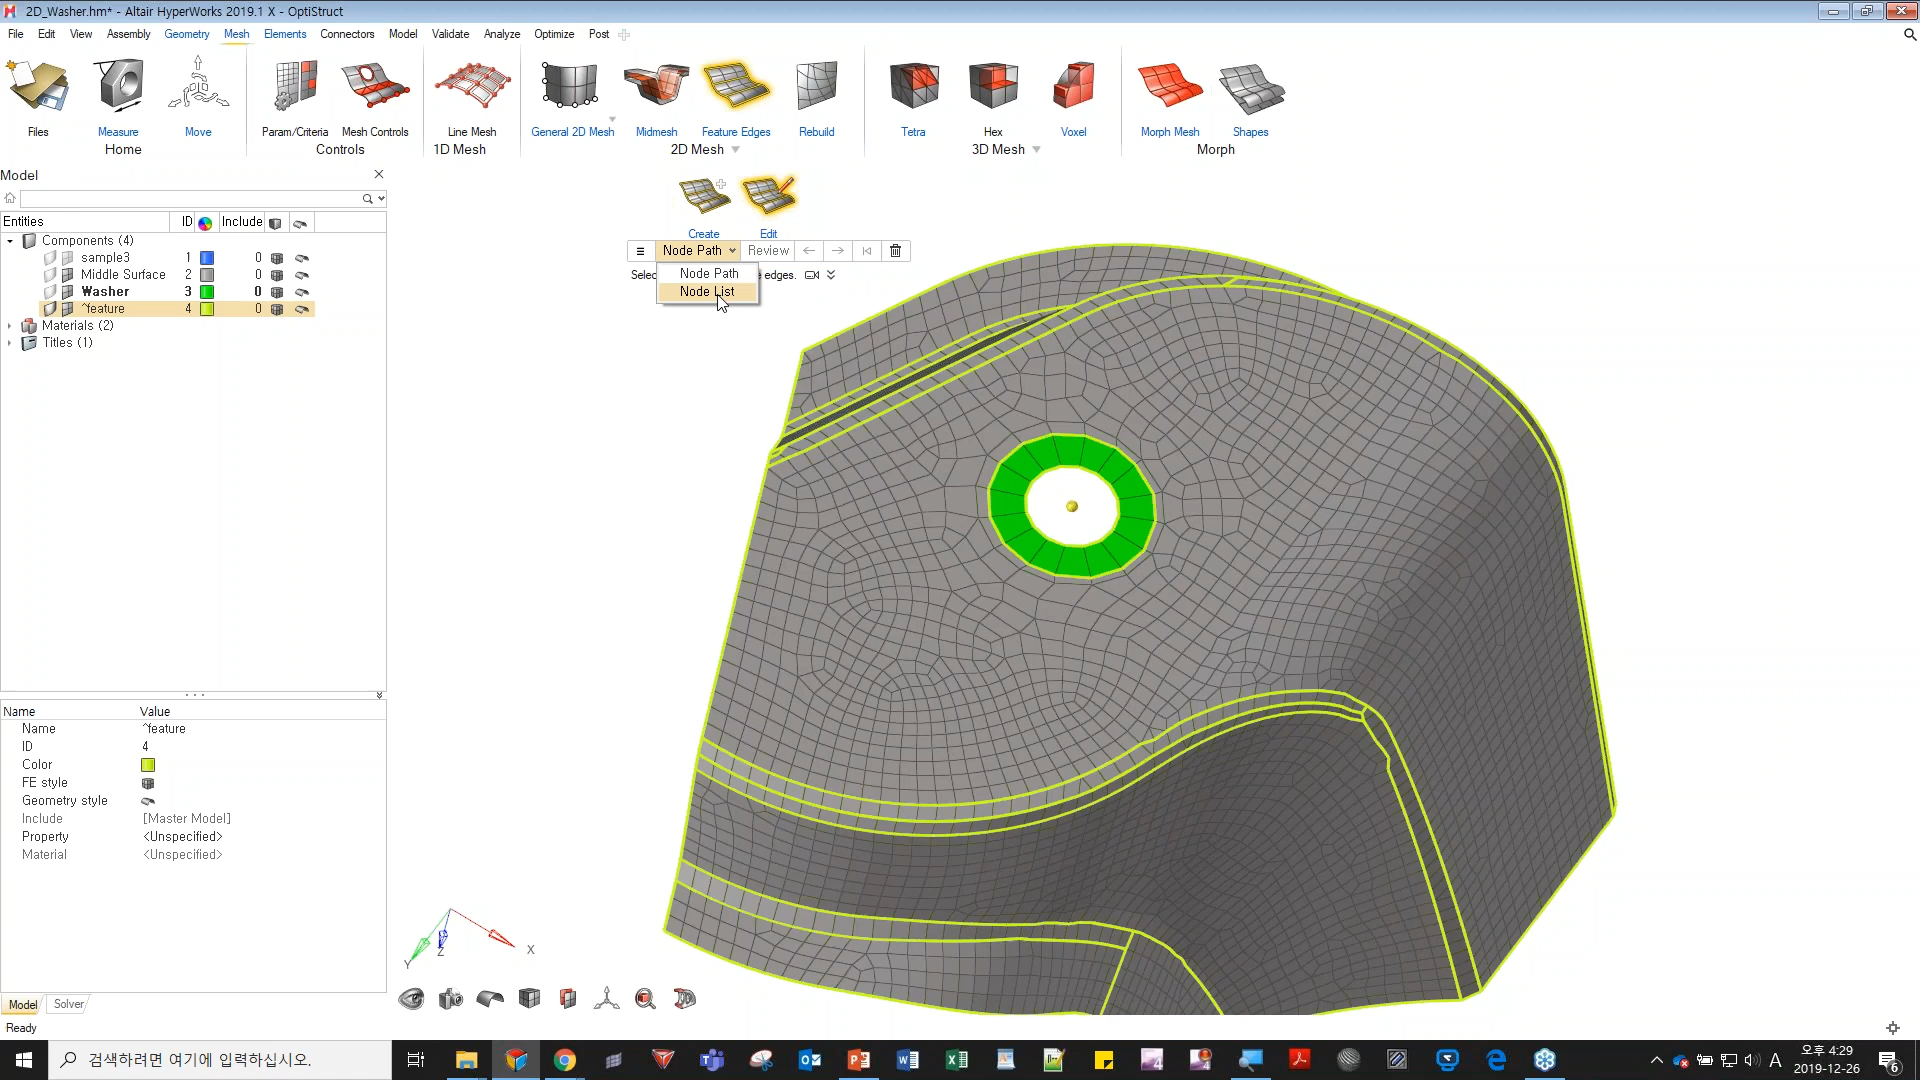 2D_Washer.hm* - Altair HyperWorks 2019.1 X - OptiStruct
File Edit View Assembly Geometry Mesh Elements Connectors Model Validate Analyze Optimize Post
Files Measure Move Param/Criteria Mesh Controls Line Mesh General 2D Mesh Midmesh Feature Edges Rebuild Tetra Hex Voxel Morph Mesh Shapes
Home Controls 1D Mesh 2D Mesh 3D Mesh Morph
Model
Entities ID Include
Components (4)
sample3 1 0
Middle Surface 2 0
Washer 3 0
^feature 4 0
Materials (2)
Titles (1)
Create Edit
Node Path Review
Selec edges.
Node Path
Node List
Name Value
Name ^feature
ID 4
Color
FE style
Geometry style
Include [Master Model]
Property <Unspecified>
Material <Unspecified>
X
Y
Z
Model Solver
Ready
검색하려면 여기에 입력하십시오.
A
오후 4:29
2019-12-26
6